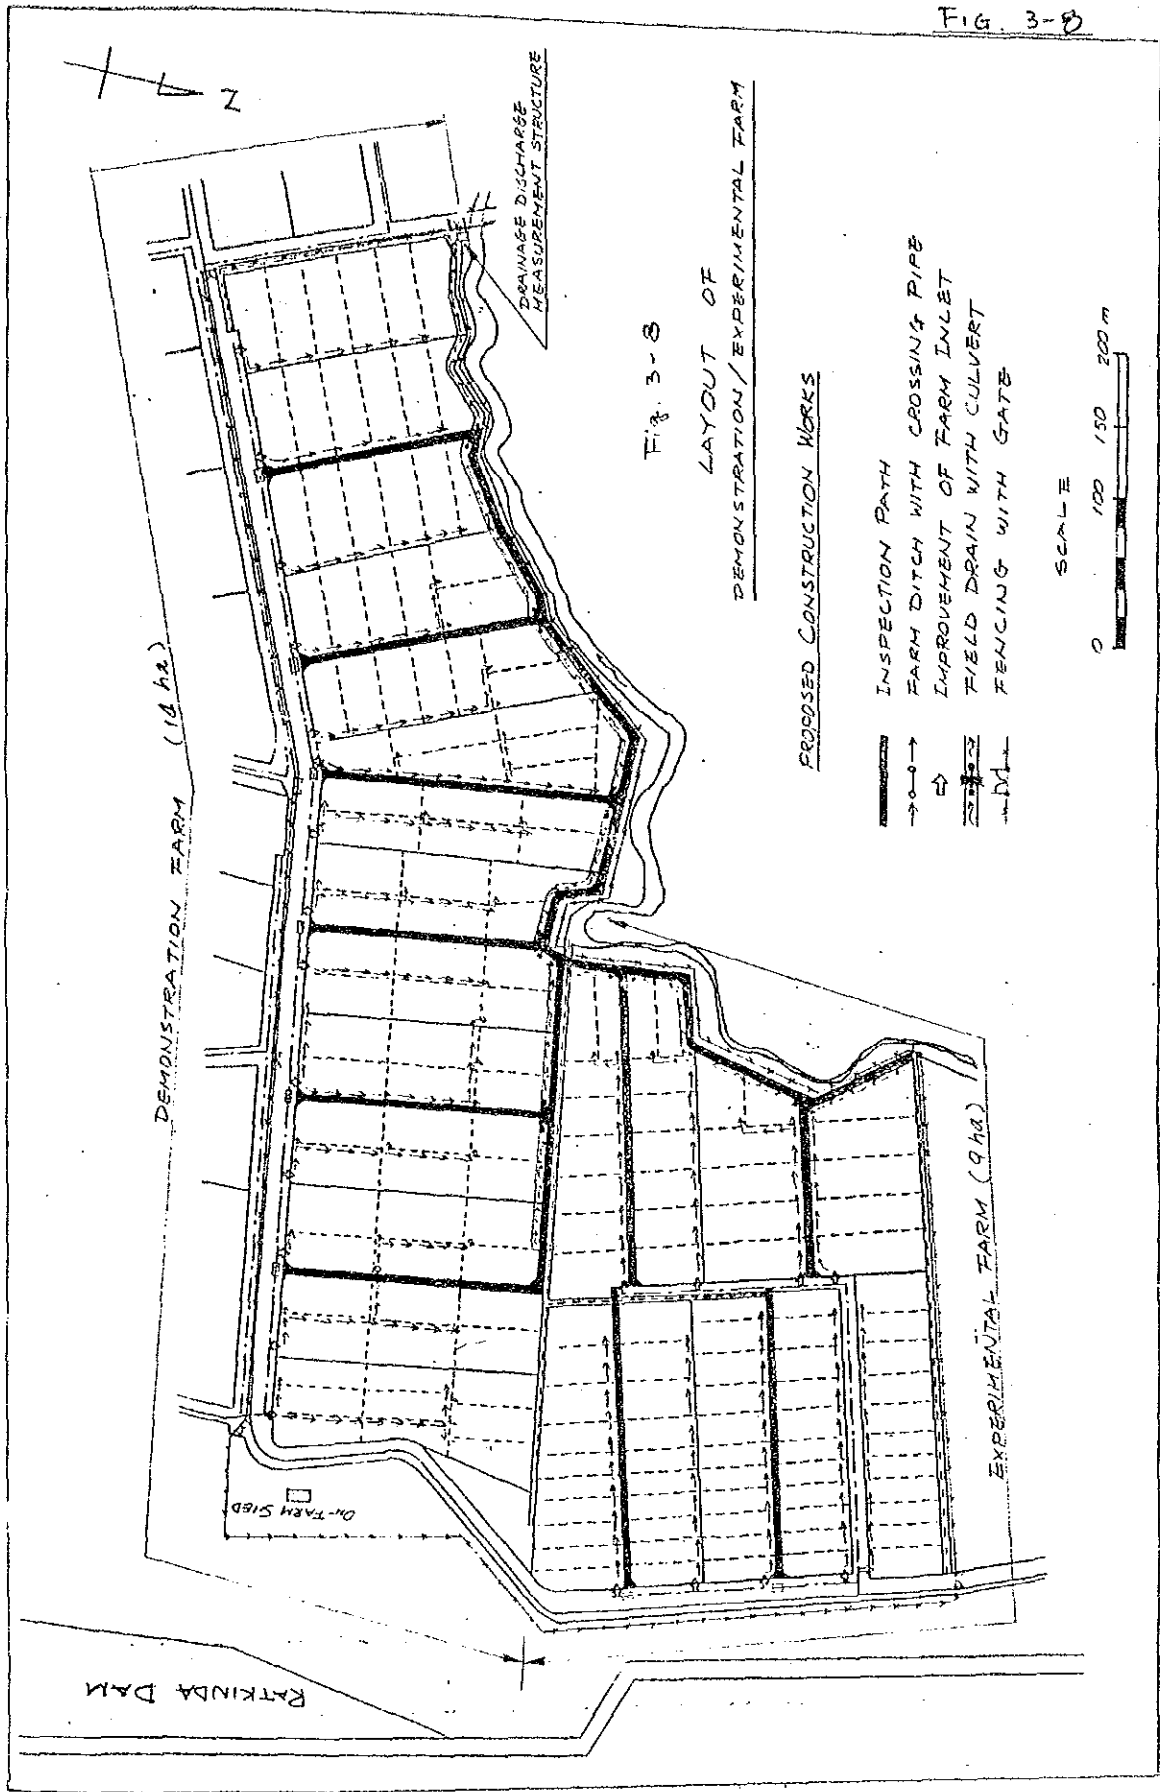 FIG. 3-8
N
DRAINAGE DISCHARGE
MEASUREMENT STRUCTURE
Fig. 3-8
LAYOUT OF
DEMONSTRATION / EXPERIMENTAL FARM
PROPOSED CONSTRUCTION WORKS
INSPECTION PATH
FARM DITCH WITH CROSSING PIPE
IMPROVEMENT OF FARM INLET
FIELD DRAIN WITH CULVERT
FENCING WITH GATE
SCALE
0 100 150 200 m
DEMONSTRATION FARM (14 ha)
EXPERIMENTAL FARM (9 ha)
ON-FARM SHED
RATKINDA DAM